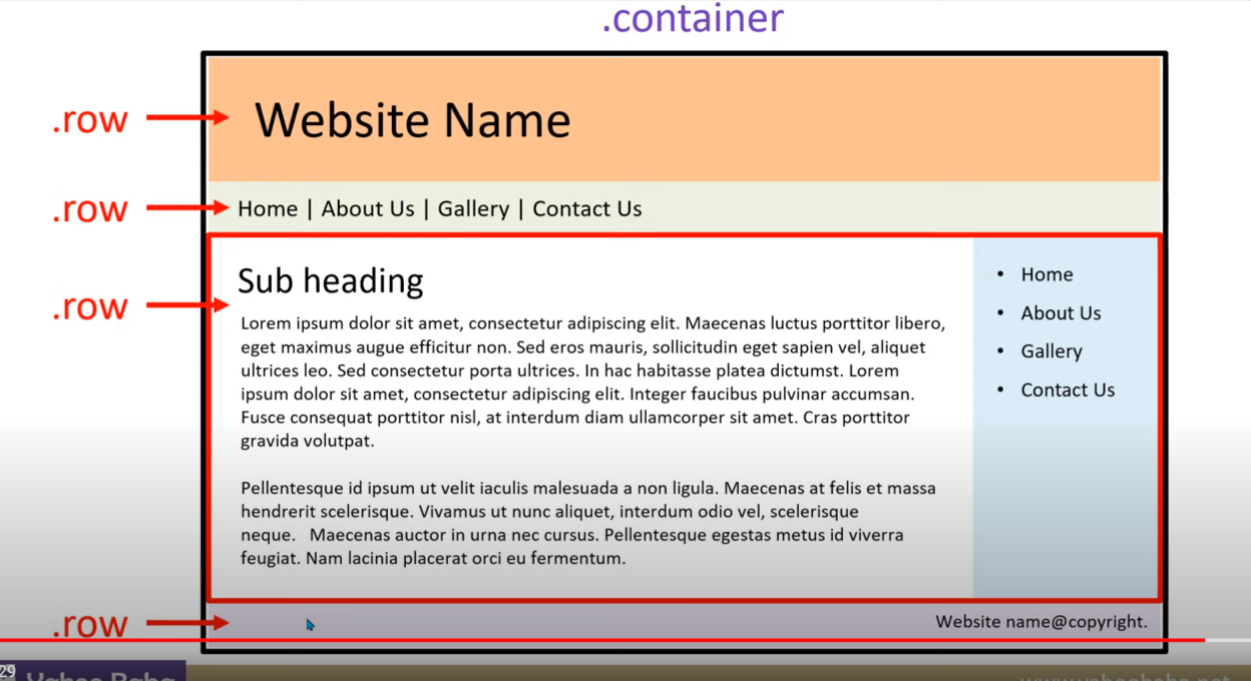 .container
.row
Website Name
.row
Home | About Us | Gallery | Contact Us
.row
Sub heading
Lorem ipsum dolor sit amet, consectetur adipiscing elit. Maecenas luctus porttitor libero,
eget maximus augue efficitur non. Sed eros mauris, sollicitudin eget sapien vel, aliquet
ultrices leo. Sed consectetur porta ultrices. In hac habitasse platea dictumst. Lorem
ipsum dolor sit amet, consectetur adipiscing elit. Integer faucibus pulvinar accumsan.
Fusce consequat porttitor nisl, at interdum diam ullamcorper sit amet. Cras porttitor
gravida volutpat.
Pellentesque id ipsum ut velit iaculis malesuada a non ligula. Maecenas at felis et massa
hendrerit scelerisque. Vivamus ut nunc aliquet, interdum odio vel, scelerisque
neque.   Maecenas auctor in urna nec cursus. Pellentesque egestas metus id viverra
feugiat. Nam lacinia placerat orci eu fermentum.
• Home
• About Us
• Gallery
• Contact Us
.row
Website name@copyright.
29
Yahoo Baba
www.yahoobaba.net